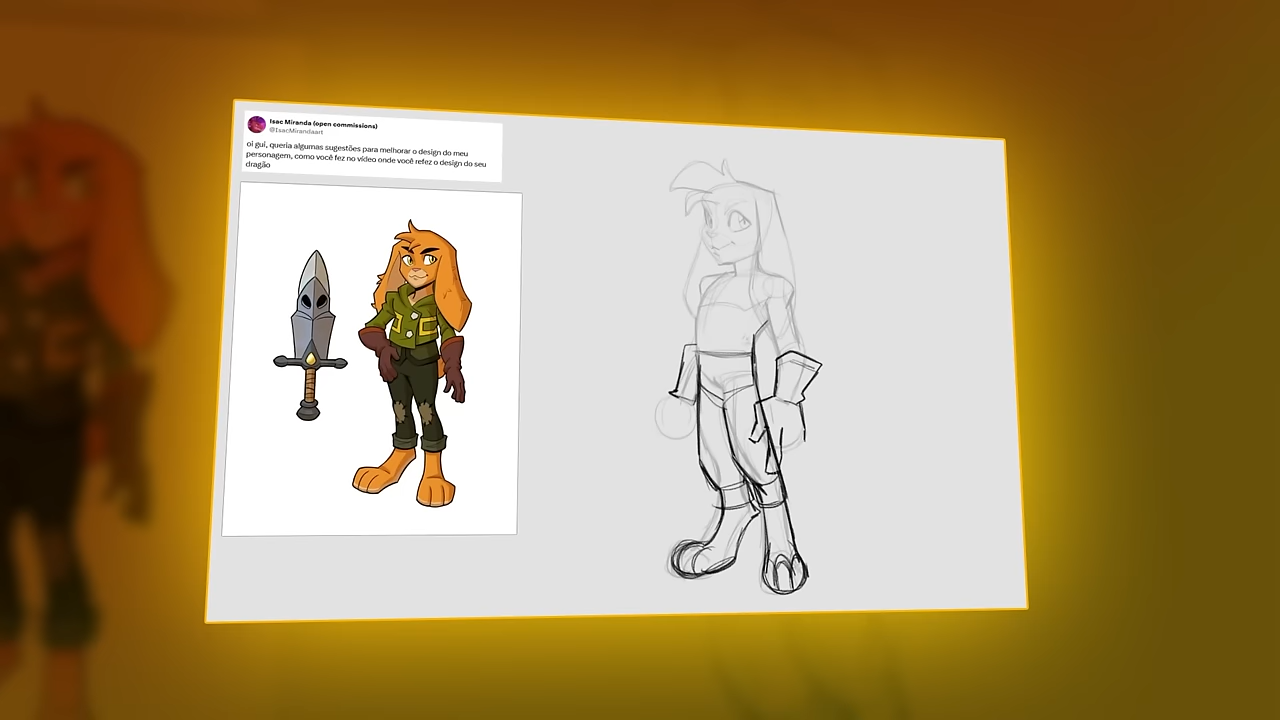 Isac Miranda (open commissions)
@IsacMirandaart
oi gui, queria algumas sugestões para melhorar o design do meu
personagem, como você fez no vídeo onde você refez o design do seu
dragão